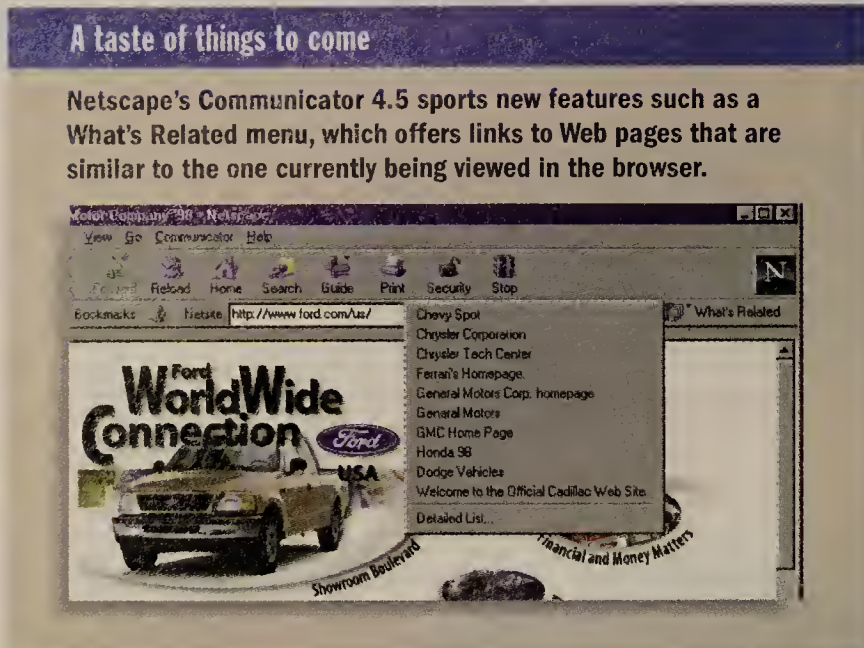 A taste of things to come
Netscape's Communicator 4.5 sports new features such as a
What's Related menu, which offers links to Web pages that are
similar to the one currently being viewed in the browser.
Motor Company '98 - Netscape
View Go Communicator Help
Forward Reload Home Search Guide Print Security Stop
N
Bookmarks Netsite http://www.ford.com/us/ What's Related
Chevy Spot
Chrysler Corporation
Chrysler Tech Center
Ferrari's Homepage.
General Motors Corp. homepage
General Motors
GMC Home Page
Honda 98
Dodge Vehicles
Welcome to the Official Cadillac Web Site
Detailed List...
Ford
WorldWide
Connection
Ford
USA
Showroom Boulevard
Financial and Money Matters